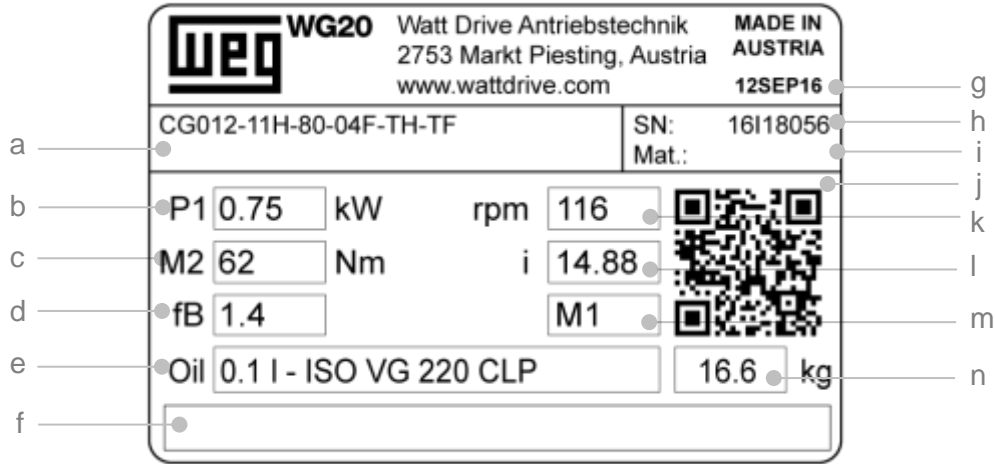 weg WG20 Watt Drive Antriebstechnik MADE IN
2753 Markt Piesting, Austria AUSTRIA
www.wattdrive.com 12SEP16 g
CG012-11H-80-04F-TH-TF SN: 16I18056 h
a Mat.: i
j
b P1 0.75 kW rpm 116 k
c M2 62 Nm i 14.88 l
d fB 1.4 M1 m
e Oil 0.1 l - ISO VG 220 CLP 16.6 kg n
f